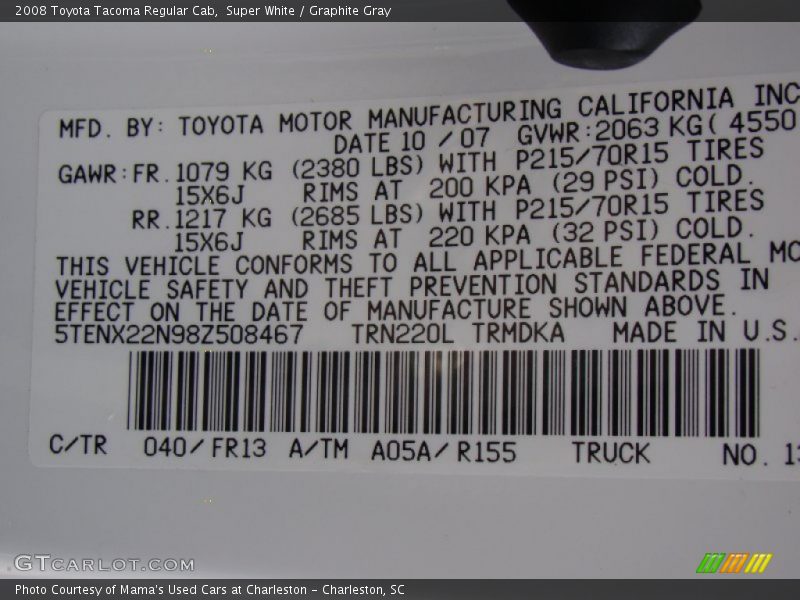 2008 Toyota Tacoma Regular Cab,  Super White / Graphite Gray
MFD. BY: TOYOTA MOTOR MANUFACTURING CALIFORNIA INC
DATE 10 /07 GVWR:2063 KG( 4550
GAWR:FR.1079 KG (2380 LBS) WITH P215/70R15 TIRES
15X6J RIMS AT 200 KPA (29 PSI) COLD.
RR.1217 KG (2685 LBS) WITH P215/70R15 TIRES
15X6J RIMS AT 220 KPA (32 PSI) COLD.
THIS VEHICLE CONFORMS TO ALL APPLICABLE FEDERAL MO
VEHICLE SAFETY AND THEFT PREVENTION STANDARDS IN
EFFECT ON THE DATE OF MANUFACTURE SHOWN ABOVE.
5TENX22N98Z508467 TRN220L TRMDKA MADE IN U.S.
C/TR 040/FR13 A/TM A05A/R155 TRUCK NO. 13
GTCARLOT.COM
Photo Courtesy of Mama's Used Cars at Charleston - Charleston, SC